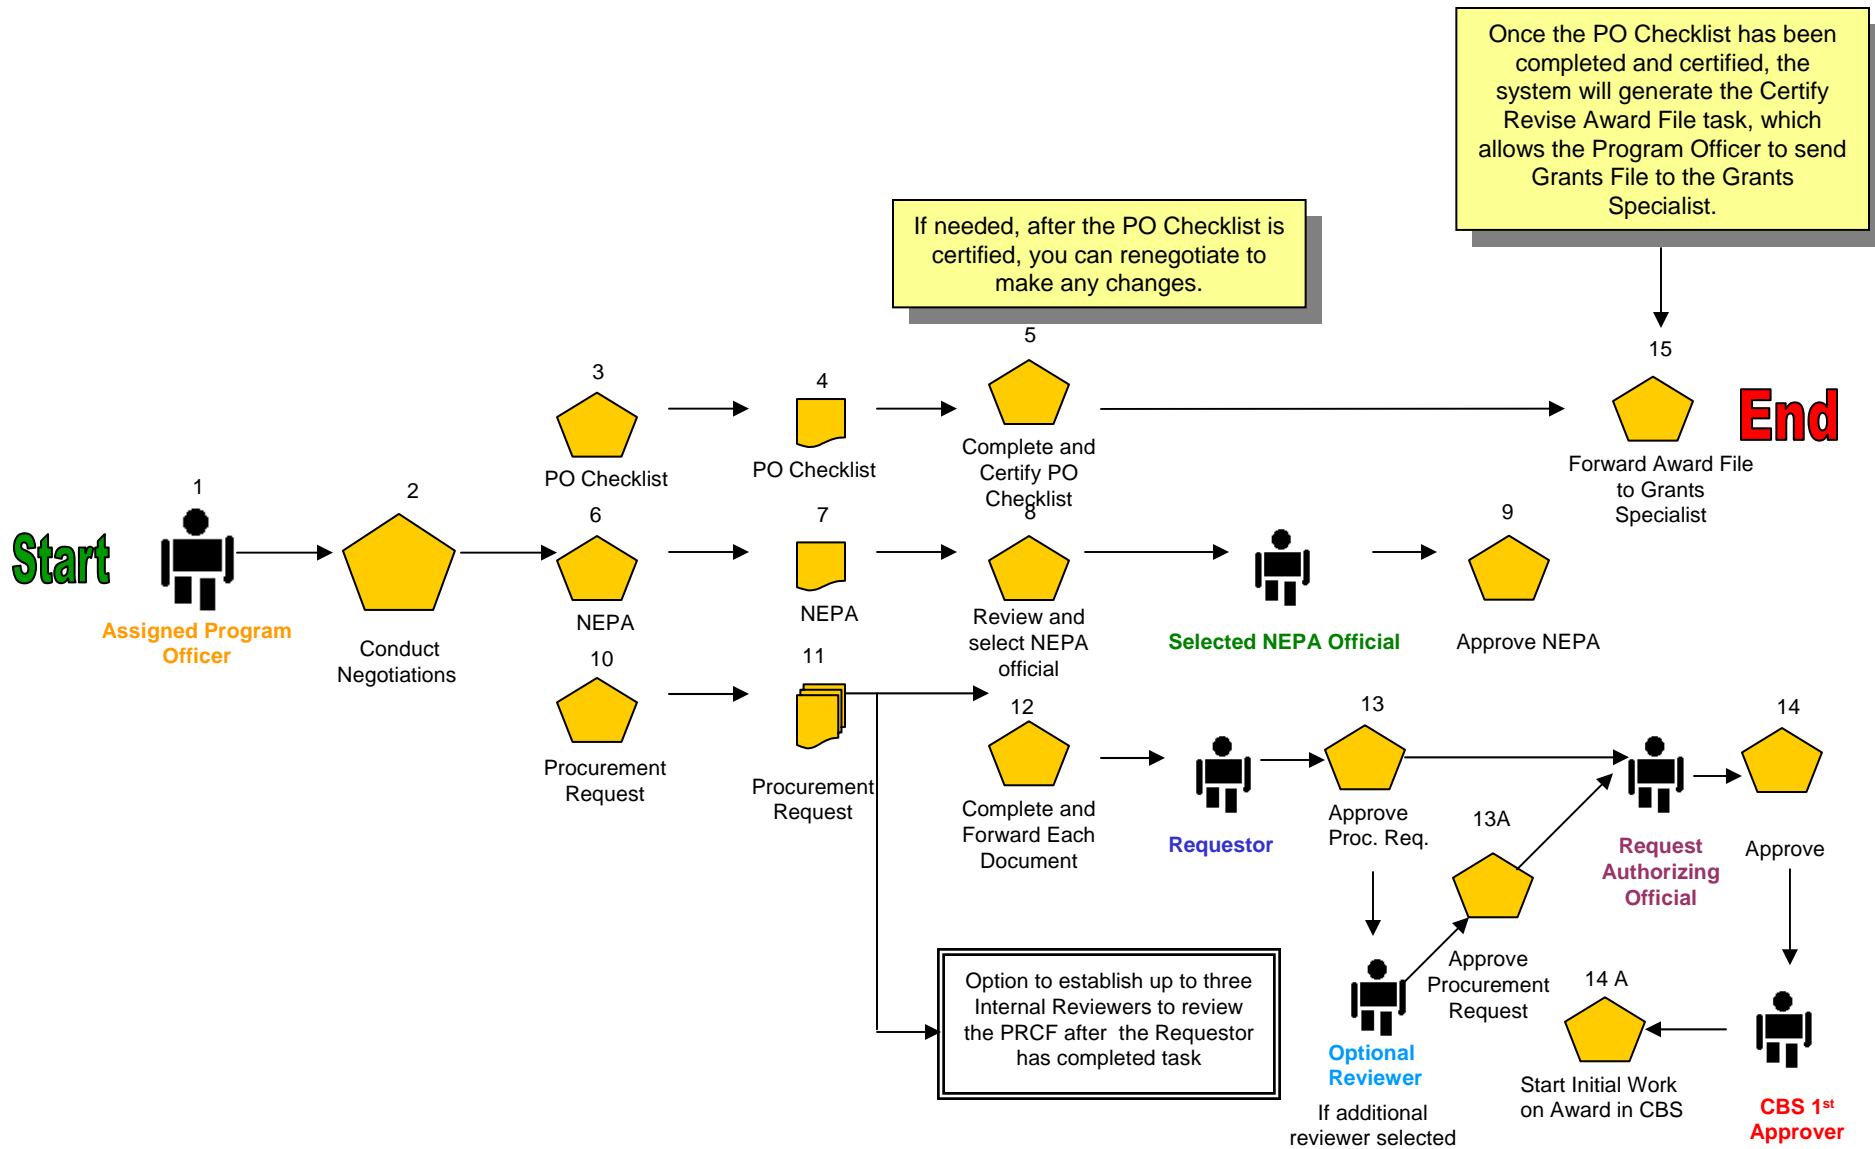 Once the PO Checklist has been
completed and certified, the
system will generate the Certify
Revise Award File task, which
allows the Program Officer to send
Grants File to the Grants
Specialist.
If needed, after the PO Checklist is
certified, you can renegotiate to
make any changes.
Start
1
Assigned Program
Officer
2
Conduct
Negotiations
3
PO Checklist
4
PO Checklist
5
Complete and
Certify PO
Checklist
15
Forward Award File
to Grants
Specialist
End
6
NEPA
7
NEPA
8
Review and
select NEPA
official
Selected NEPA Official
9
Approve NEPA
10
Procurement
Request
11
Procurement
Request
12
Complete and
Forward Each
Document
Requestor
13
Approve
Proc. Req.
13A
Approve
Procurement
Request
Request
Authorizing
Official
14
Approve
Option to establish up to three
Internal Reviewers to review
the PRCF after the Requestor
has completed task
Optional
Reviewer
If additional
reviewer selected
14 A
Start Initial Work
on Award in CBS
CBS 1st
Approver